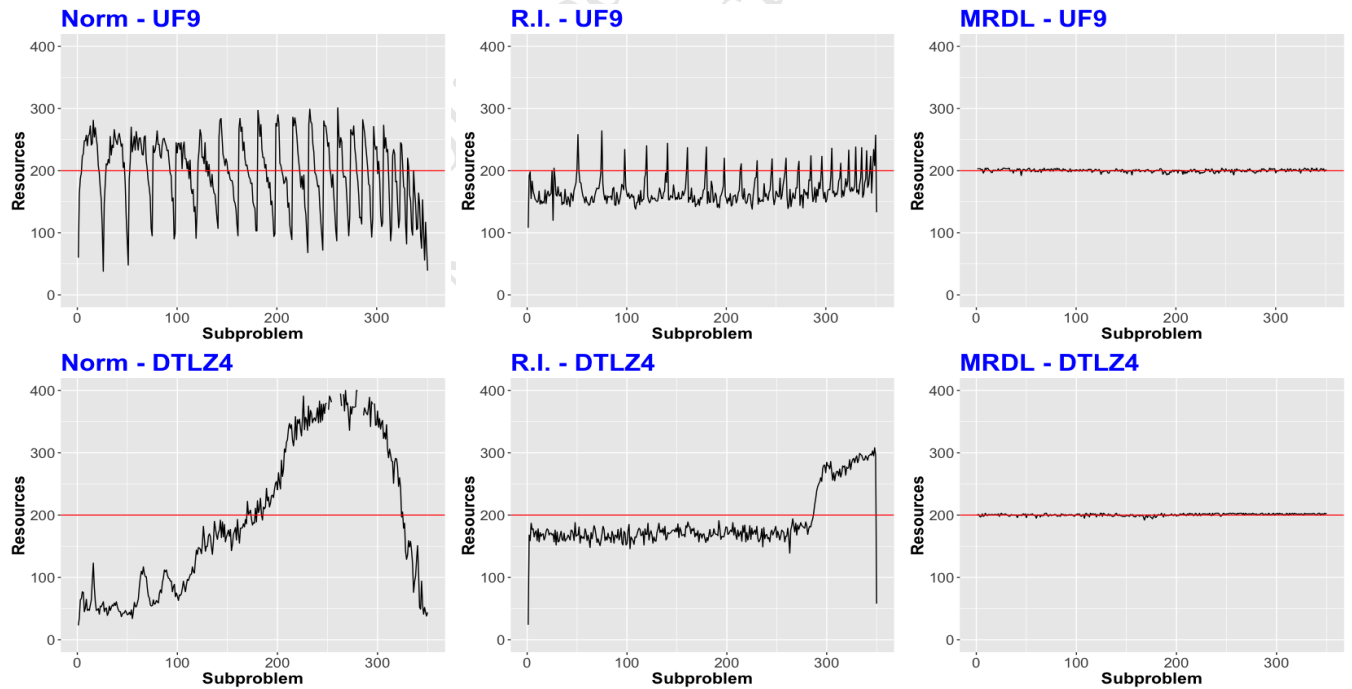 Norm - UF9
400
300
200
100
0
Resources
0 100 200 300
Subproblem
R.I. - UF9
400
300
200
100
0
Resources
0 100 200 300
Subproblem
MRDL - UF9
400
300
200
100
0
Resources
0 100 200 300
Subproblem
Norm - DTLZ4
400
300
200
100
0
Resources
0 100 200 300
Subproblem
R.I. - DTLZ4
400
300
200
100
0
Resources
0 100 200 300
Subproblem
MRDL - DTLZ4
400
300
200
100
0
Resources
0 100 200 300
Subproblem